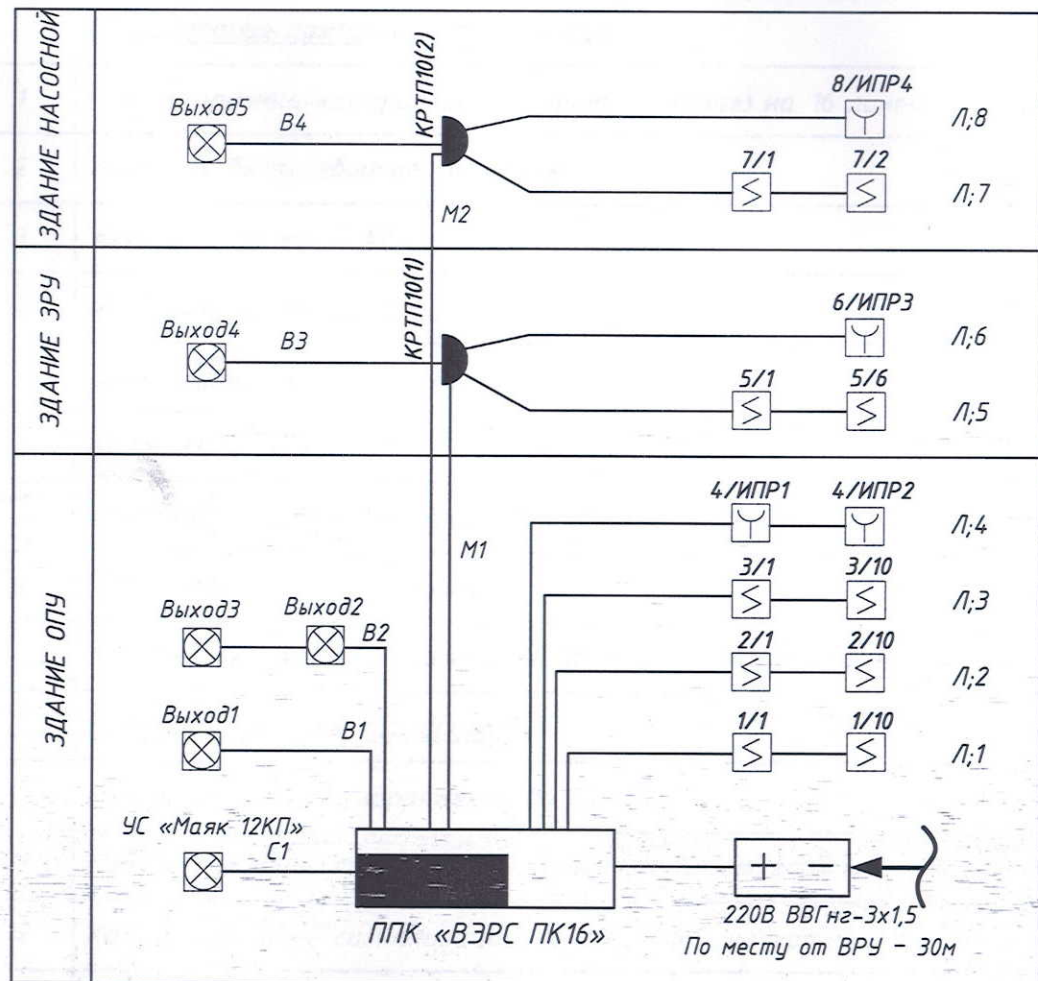 ЗДАНИЕ НАСОСНОЙ
КРТП10(2)
8/ИПР4
Выход5
В4
Л;8
7/1
7/2
Л;7
М2
ЗДАНИЕ ЗРУ
КРТП10(1)
6/ИПР3
Выход4
В3
Л;6
5/1
5/6
Л;5
ЗДАНИЕ ОПУ
4/ИПР1
4/ИПР2
Л;4
М1
3/1
3/10
Л;3
Выход3
Выход2
В2
2/1
2/10
Л;2
Выход1
В1
1/1
1/10
Л;1
УС «Маяк-12КП»
С1
+ −
ППК «ВЭРС ПК16»
220В ВВГнг-3х1,5
По месту от ВРУ - 30м